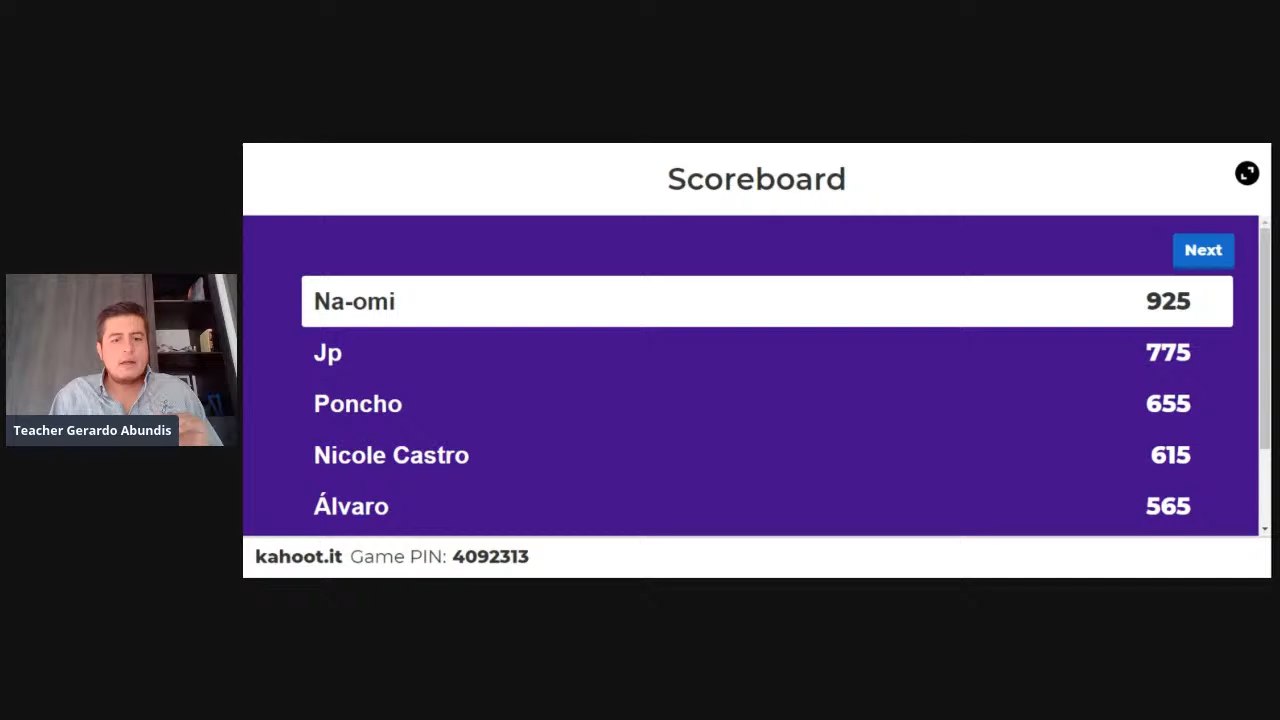 Scoreboard
Next
Na-omi 925
Jp 775
Poncho 655
Nicole Castro 615
Álvaro 565
kahoot.it Game PIN: 4092313
Teacher Gerardo Abundis